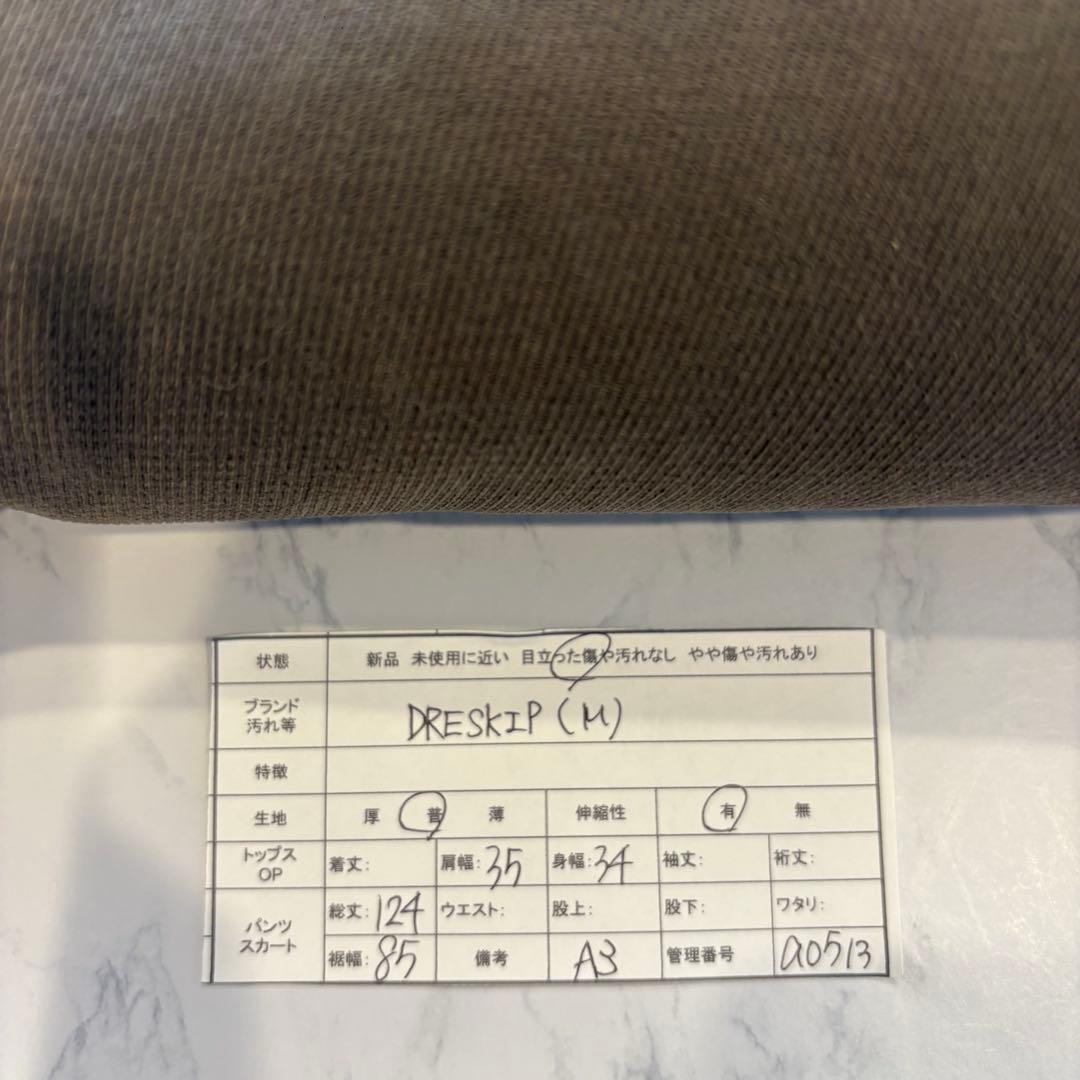 状態 新品 未使用に近い 目立った傷や汚れなし やや傷や汚れあり
ブランド
汚れ等
DRESKIP (M)
特徴
生地 厚 普 薄 伸縮性 有 無
トップス
OP
着丈: 肩幅:35 身幅:34 袖丈: 裄丈:
パンツ
スカート
総丈:124 ウエスト: 股上: 股下: ワタリ:
裾幅:85 備考 A3 管理番号 a0513